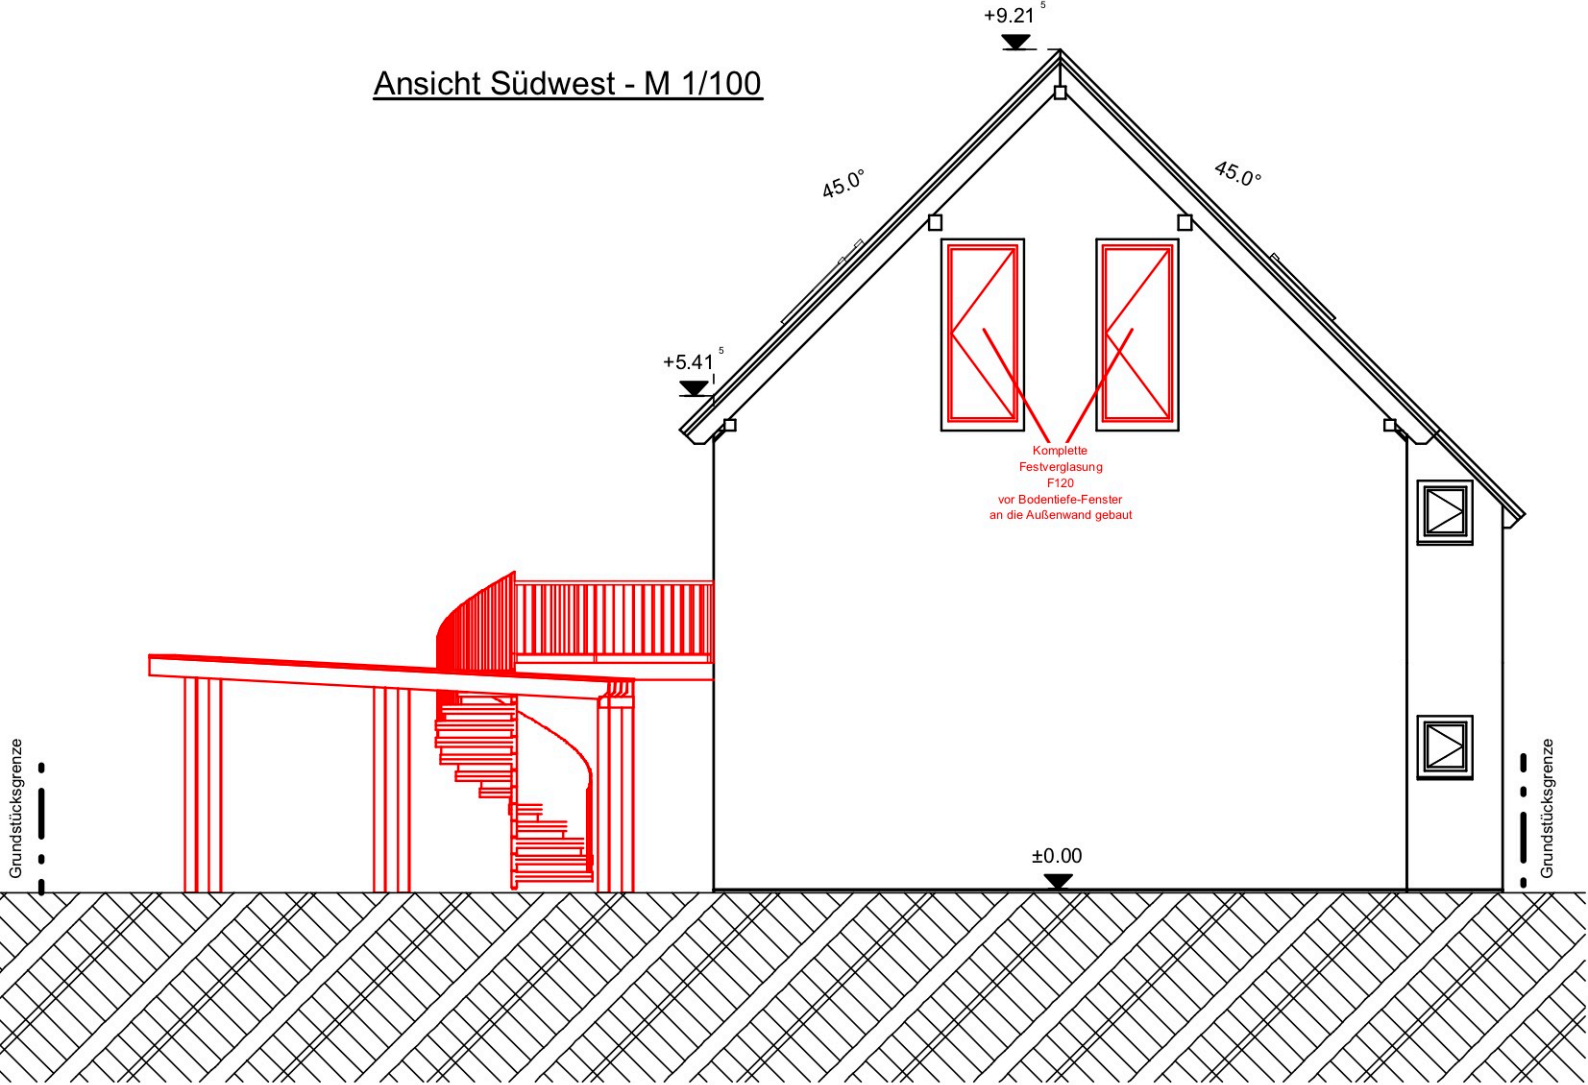 +9.21 5
Ansicht Südwest - M 1/100
45.0°
45.0°
+5.41 5
Komplette
Festverglasung
F120
vor Bodentiefe-Fenster
an die Außenwand gebaut
Grundstücksgrenze
Grundstücksgrenze
±0.00